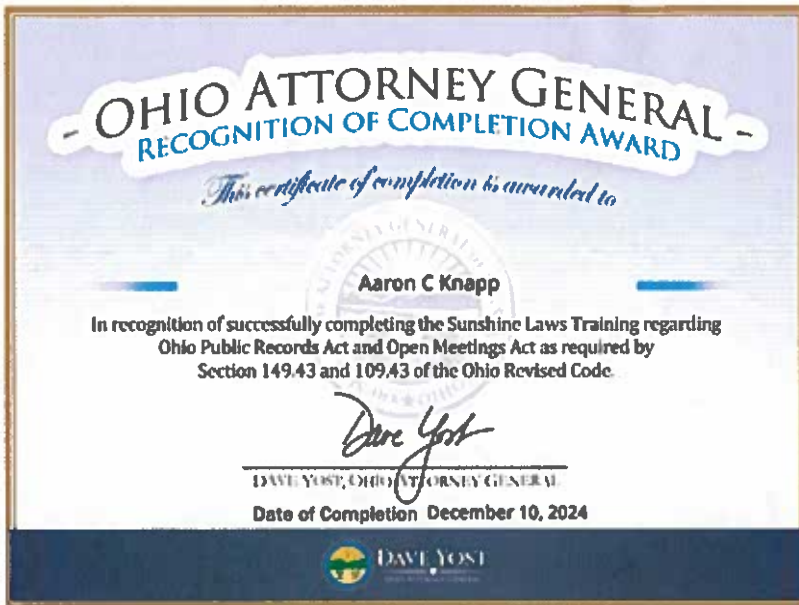 - OHIO ATTORNEY GENERAL -
RECOGNITION OF COMPLETION AWARD
This certificate of completion is awarded to
Aaron C Knapp
In recognition of successfully completing the Sunshine Laws Training regarding
Ohio Public Records Act and Open Meetings Act as required by
Section 149.43 and 109.43 of the Ohio Revised Code.
Dave Yost
DAVE YOST, OHIO ATTORNEY GENERAL
Date of Completion December 10, 2024
DAVE YOST